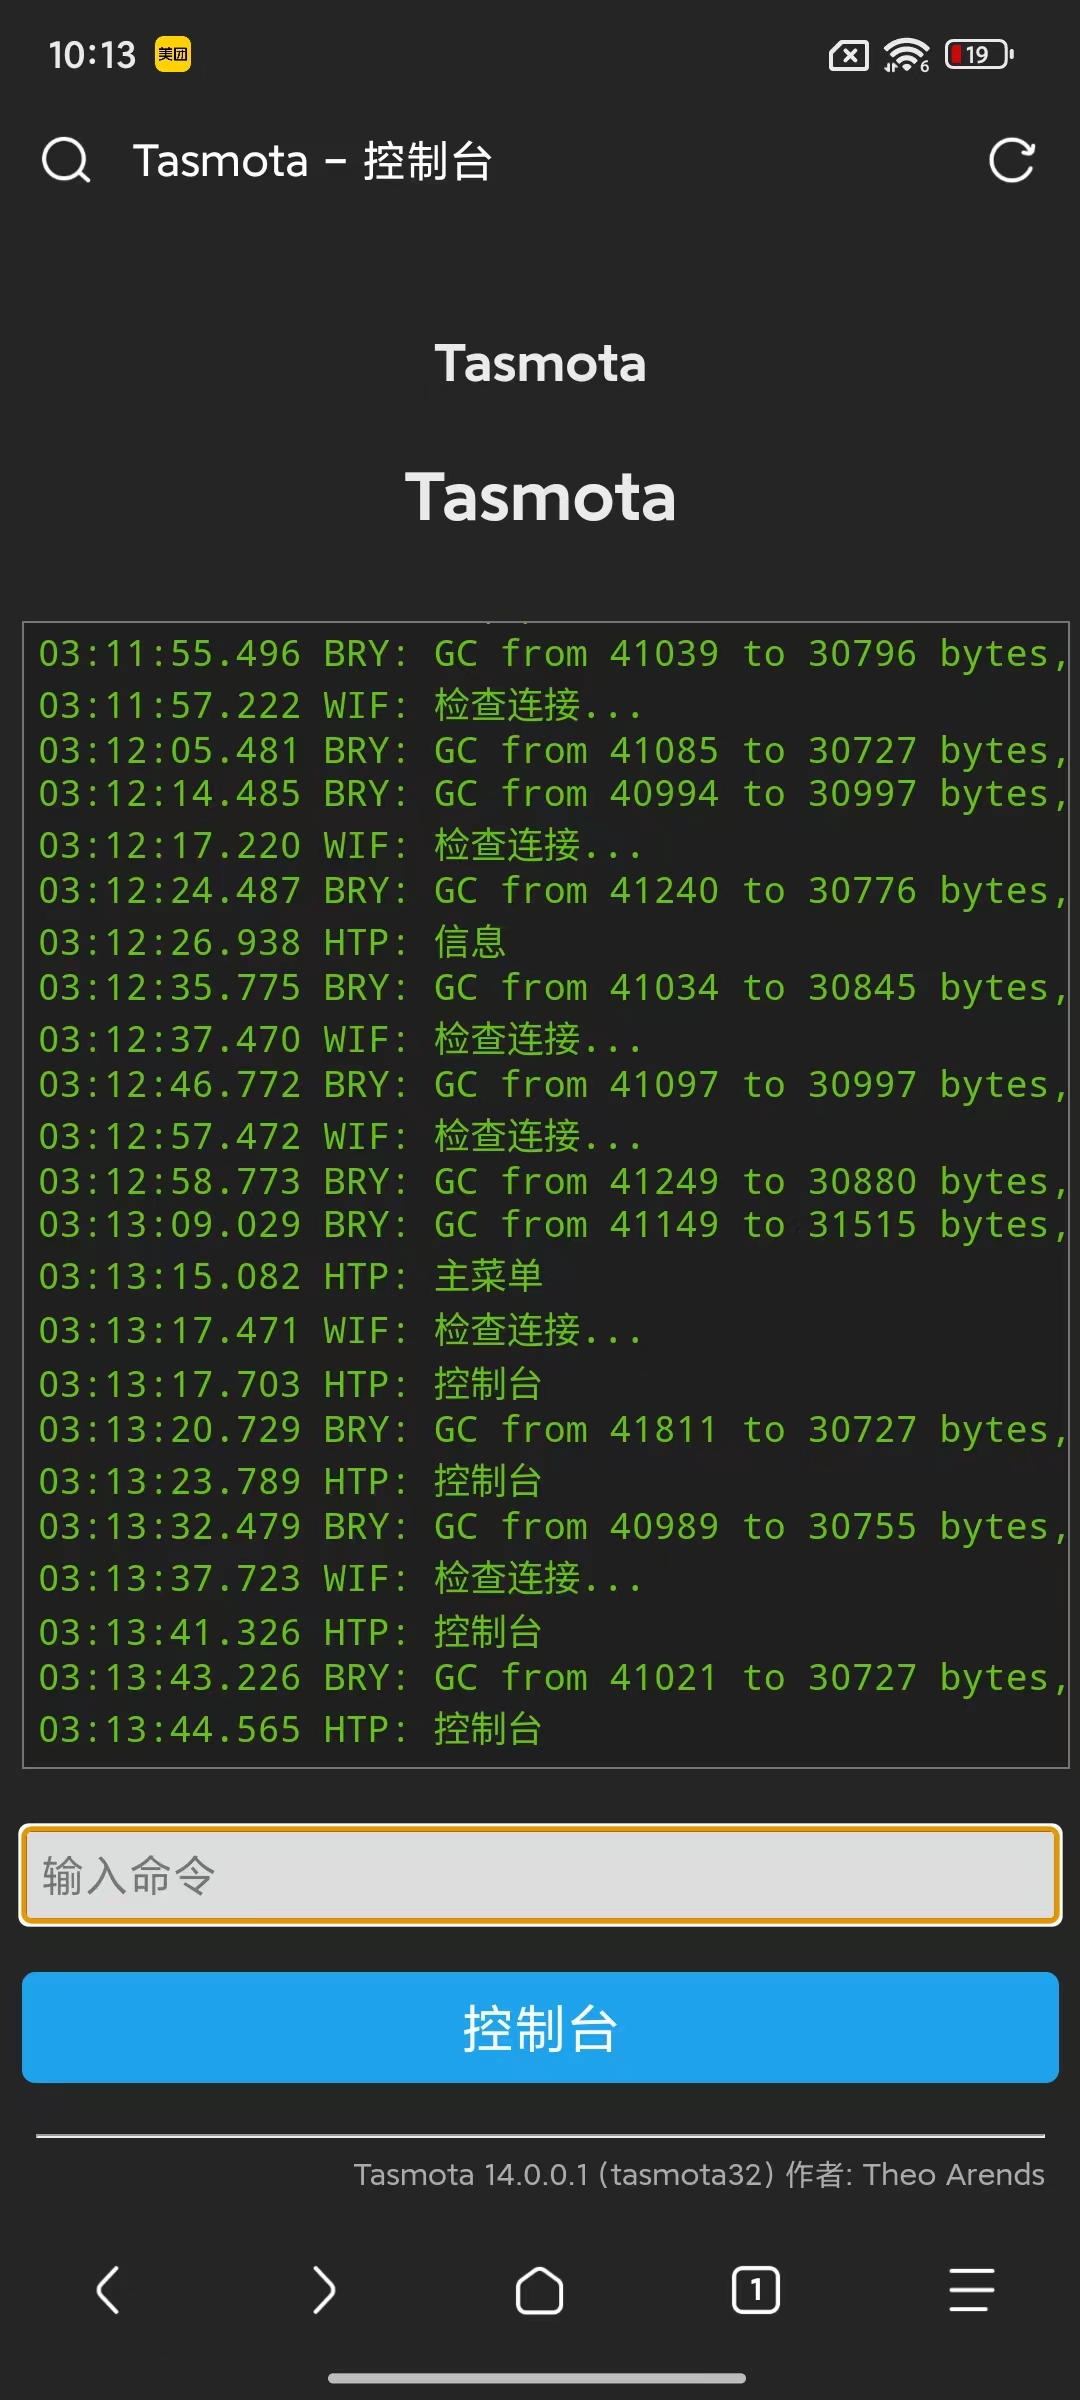 10:13 美团 6 19
Tasmota - 控制台
Tasmota
Tasmota
03:11:55.496 BRY: GC from 41039 to 30796 bytes,
03:11:57.222 WIF: 检查连接...
03:12:05.481 BRY: GC from 41085 to 30727 bytes,
03:12:14.485 BRY: GC from 40994 to 30997 bytes,
03:12:17.220 WIF: 检查连接...
03:12:24.487 BRY: GC from 41240 to 30776 bytes,
03:12:26.938 HTP: 信息
03:12:35.775 BRY: GC from 41034 to 30845 bytes,
03:12:37.470 WIF: 检查连接...
03:12:46.772 BRY: GC from 41097 to 30997 bytes,
03:12:57.472 WIF: 检查连接...
03:12:58.773 BRY: GC from 41249 to 30880 bytes,
03:13:09.029 BRY: GC from 41149 to 31515 bytes,
03:13:15.082 HTP: 主菜单
03:13:17.471 WIF: 检查连接...
03:13:17.703 HTP: 控制台
03:13:20.729 BRY: GC from 41811 to 30727 bytes,
03:13:23.789 HTP: 控制台
03:13:32.479 BRY: GC from 40989 to 30755 bytes,
03:13:37.723 WIF: 检查连接...
03:13:41.326 HTP: 控制台
03:13:43.226 BRY: GC from 41021 to 30727 bytes,
03:13:44.565 HTP: 控制台
输入命令
控制台
Tasmota 14.0.0.1 (tasmota32) 作者: Theo Arends
1